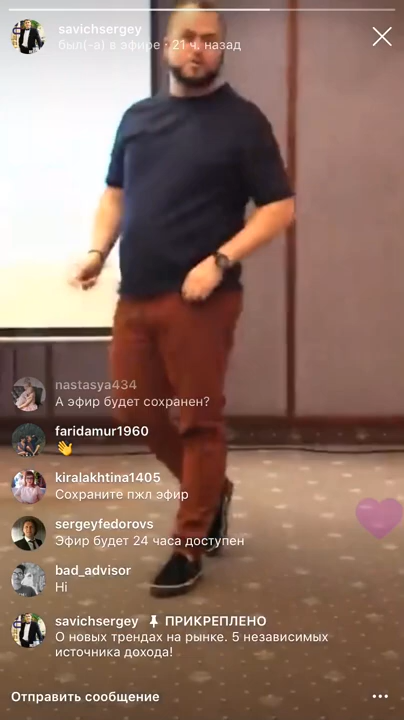 savichsergey
был(-а) в эфире · 21 ч. назад
nastasya434
А эфир будет сохранен?
faridamur1960
👋
kiralakhtina1405
Сохраните пжл эфир
sergeyfedorovs
Эфир будет 24 часа доступен
bad_advisor
Hi
savichsergey ПРИКРЕПЛЕНО
О новых трендах на рынке. 5 независимых
источника дохода!
Отправить сообщение